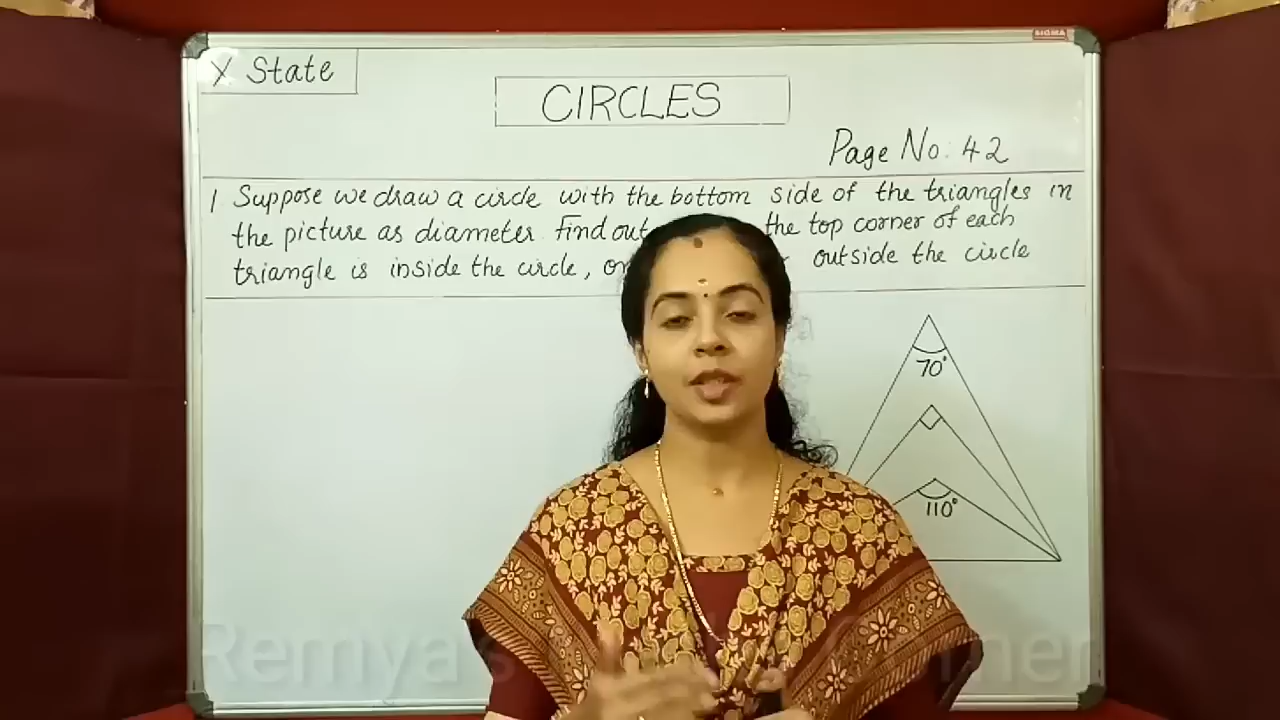 SIGMA
X State
CIRCLES
Page No: 42
1 Suppose we draw a circle with the bottom side of the triangles in
the picture as diameter. Find out the top corner of each
triangle is inside the circle, on outside the circle
70°
110°
Remya's